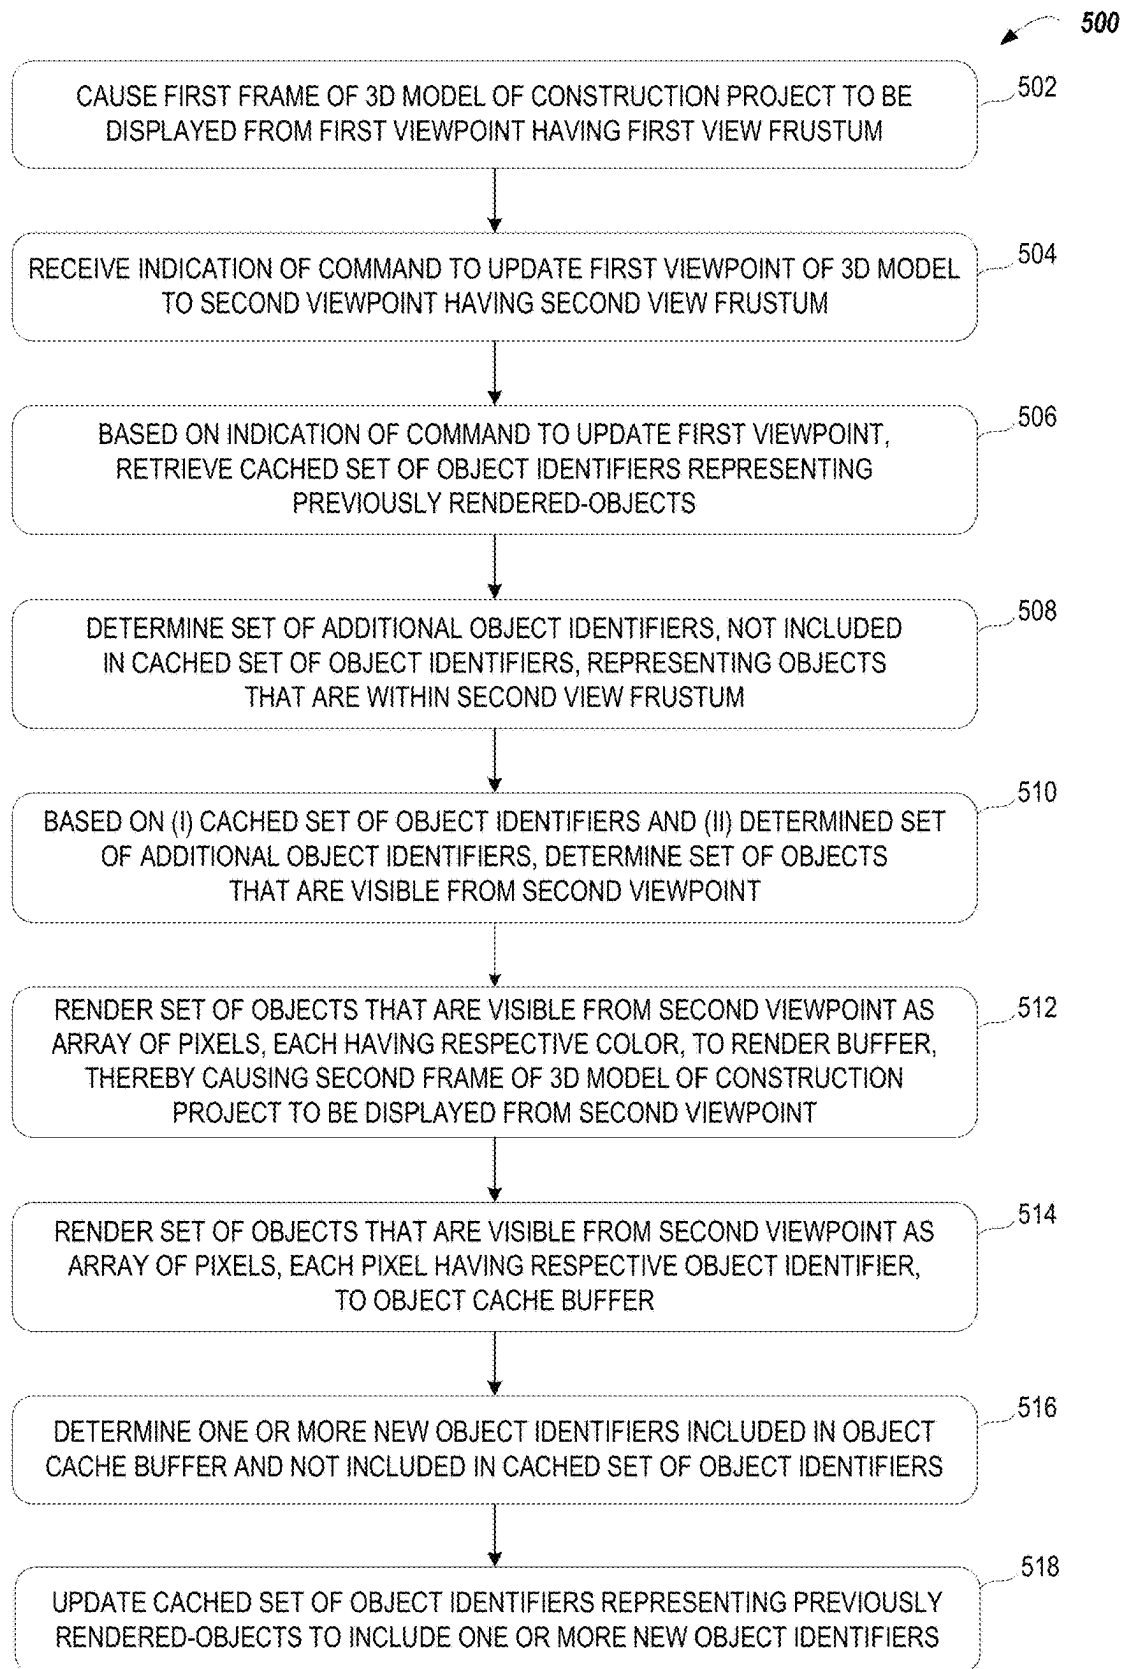 500
CAUSE FIRST FRAME OF 3D MODEL OF CONSTRUCTION PROJECT TO BE
DISPLAYED FROM FIRST VIEWPOINT HAVING FIRST VIEW FRUSTUM
502
RECEIVE INDICATION OF COMMAND TO UPDATE FIRST VIEWPOINT OF 3D MODEL
TO SECOND VIEWPOINT HAVING SECOND VIEW FRUSTUM
504
BASED ON INDICATION OF COMMAND TO UPDATE FIRST VIEWPOINT,
RETRIEVE CACHED SET OF OBJECT IDENTIFIERS REPRESENTING
PREVIOUSLY RENDERED-OBJECTS
506
DETERMINE SET OF ADDITIONAL OBJECT IDENTIFIERS, NOT INCLUDED
IN CACHED SET OF OBJECT IDENTIFIERS, REPRESENTING OBJECTS
THAT ARE WITHIN SECOND VIEW FRUSTUM
508
BASED ON (I) CACHED SET OF OBJECT IDENTIFIERS AND (II) DETERMINED SET
OF ADDITIONAL OBJECT IDENTIFIERS, DETERMINE SET OF OBJECTS
THAT ARE VISIBLE FROM SECOND VIEWPOINT
510
RENDER SET OF OBJECTS THAT ARE VISIBLE FROM SECOND VIEWPOINT AS
ARRAY OF PIXELS, EACH HAVING RESPECTIVE COLOR, TO RENDER BUFFER,
THEREBY CAUSING SECOND FRAME OF 3D MODEL OF CONSTRUCTION
PROJECT TO BE DISPLAYED FROM SECOND VIEWPOINT
512
RENDER SET OF OBJECTS THAT ARE VISIBLE FROM SECOND VIEWPOINT AS
ARRAY OF PIXELS, EACH PIXEL HAVING RESPECTIVE OBJECT IDENTIFIER,
TO OBJECT CACHE BUFFER
514
DETERMINE ONE OR MORE NEW OBJECT IDENTIFIERS INCLUDED IN OBJECT
CACHE BUFFER AND NOT INCLUDED IN CACHED SET OF OBJECT IDENTIFIERS
516
UPDATE CACHED SET OF OBJECT IDENTIFIERS REPRESENTING PREVIOUSLY
RENDERED-OBJECTS TO INCLUDE ONE OR MORE NEW OBJECT IDENTIFIERS
518